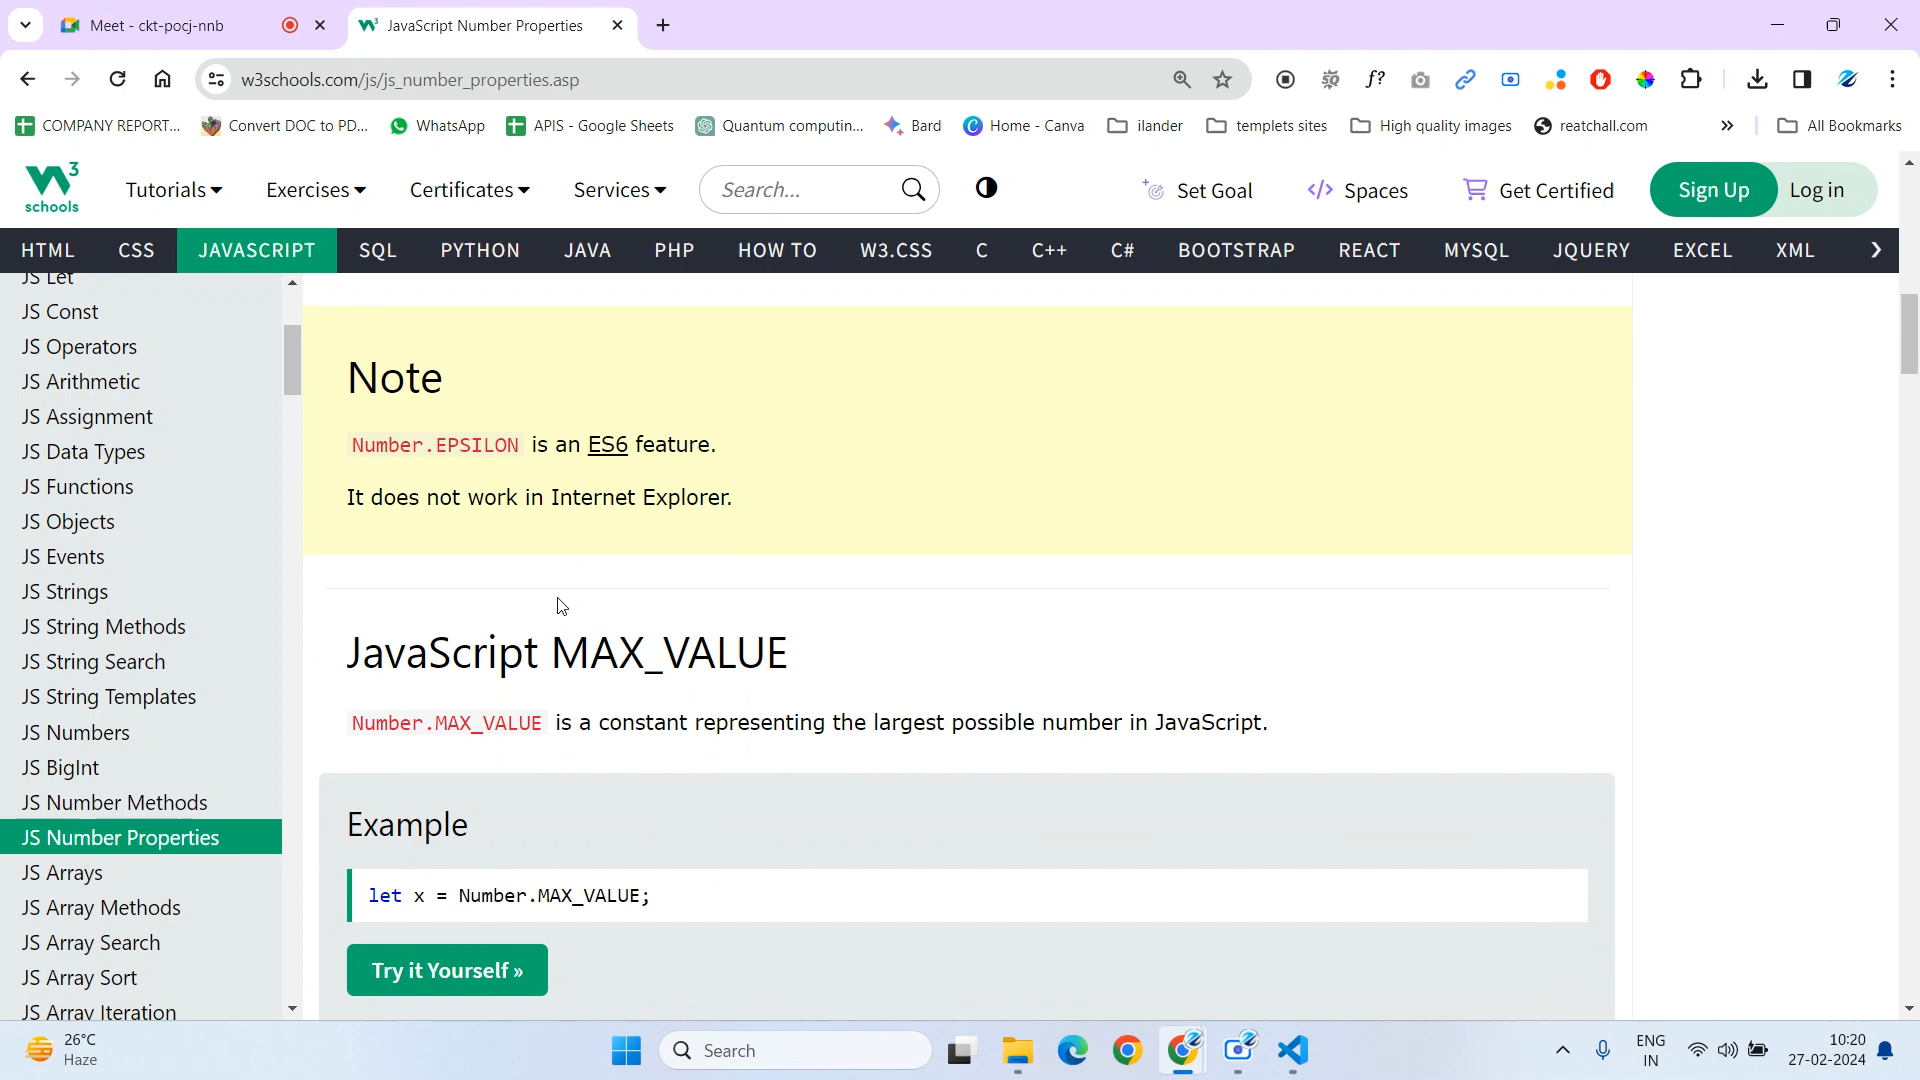 Meet - ckt-pocj-nnb
JavaScript Number Properties
w3schools.com/js/js_number_properties.asp
COMPANY REPORT...
Convert DOC to PD...
WhatsApp
APIS - Google Sheets
Quantum computin...
Bard
Home - Canva
ilander
templets sites
High quality images
reatchall.com
All Bookmarks
W3 schools
Tutorials
Exercises
Certificates
Services
Search...
Set Goal
Spaces
Get Certified
Sign Up
Log in
HTML CSS JAVASCRIPT SQL PYTHON JAVA PHP HOW TO W3.CSS C C++ C# BOOTSTRAP REACT MYSQL JQUERY EXCEL XML
JS Let
JS Const
JS Operators
JS Arithmetic
JS Assignment
JS Data Types
JS Functions
JS Objects
JS Events
JS Strings
JS String Methods
JS String Search
JS String Templates
JS Numbers
JS BigInt
JS Number Methods
JS Number Properties
JS Arrays
JS Array Methods
JS Array Search
JS Array Sort
JS Array Iteration
Note
Number.EPSILON is an ES6 feature.
It does not work in Internet Explorer.
JavaScript MAX_VALUE
Number.MAX_VALUE is a constant representing the largest possible number in JavaScript.
Example
let x = Number.MAX_VALUE;
Try it Yourself »
26°C
Haze
Search
ENG
IN
10:20
27-02-2024